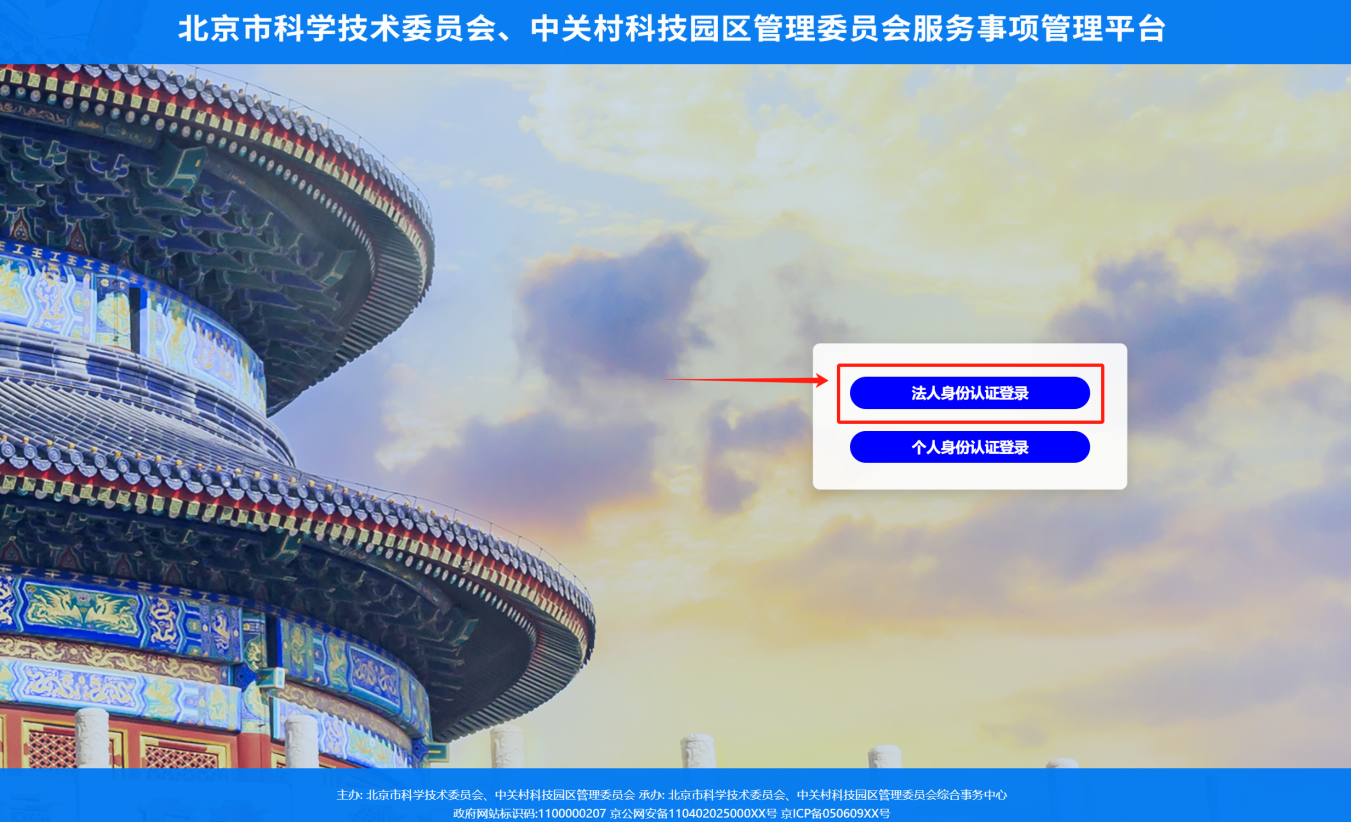 北京市科学技术委员会、中关村科技园区管理委员会服务事项管理平台
法人身份认证登录
个人身份认证登录
主办: 北京市科学技术委员会、中关村科技园区管理委员会 承办: 北京市科学技术委员会、中关村科技园区管理委员会综合事务中心
政府网站标识码:1100000207 京公网安备110402025000XX号 京ICP备050609XX号